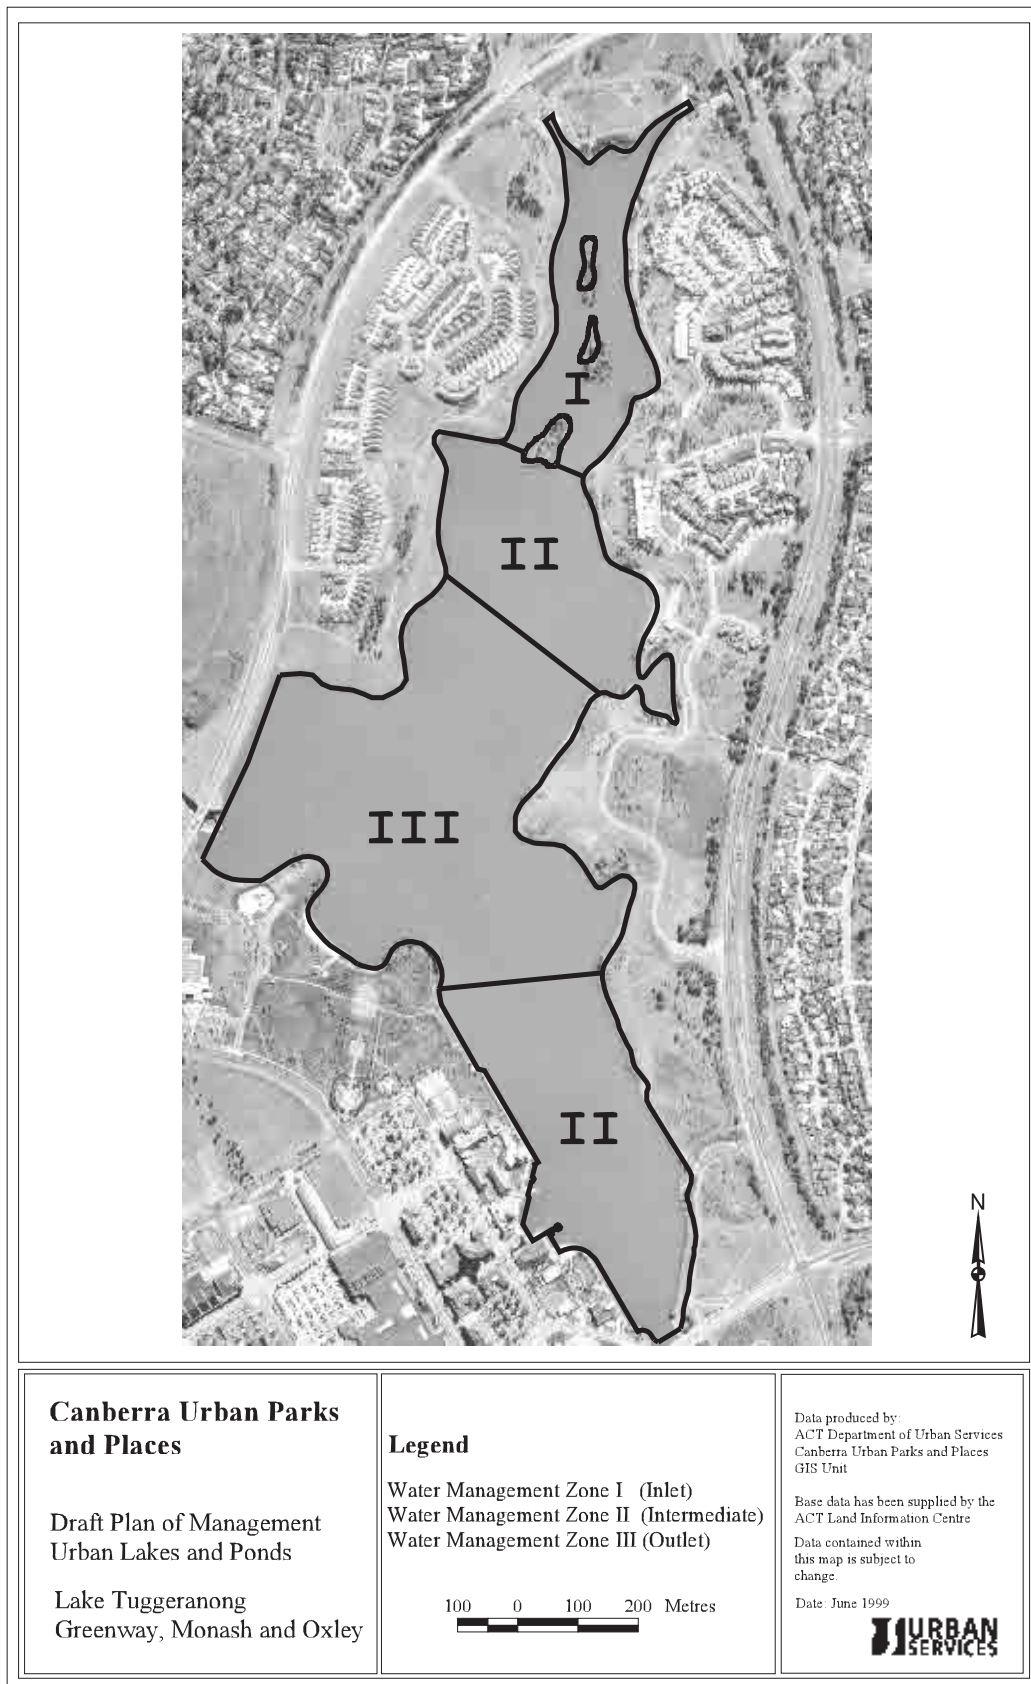 I
II
III
II
N
Canberra Urban Parks
and Places
Draft Plan of Management
Urban Lakes and Ponds
Lake Tuggeranong
Greenway, Monash and Oxley
Legend
Water Management Zone I (Inlet)
Water Management Zone II (Intermediate)
Water Management Zone III (Outlet)
100 0 100 200 Metres
Data produced by:
ACT Department of Urban Services
Canberra Urban Parks and Places
GIS Unit
Base data has been supplied by the
ACT Land Information Centre
Data contained within
this map is subject to
change.
Date: June 1999
URBAN
SERVICES